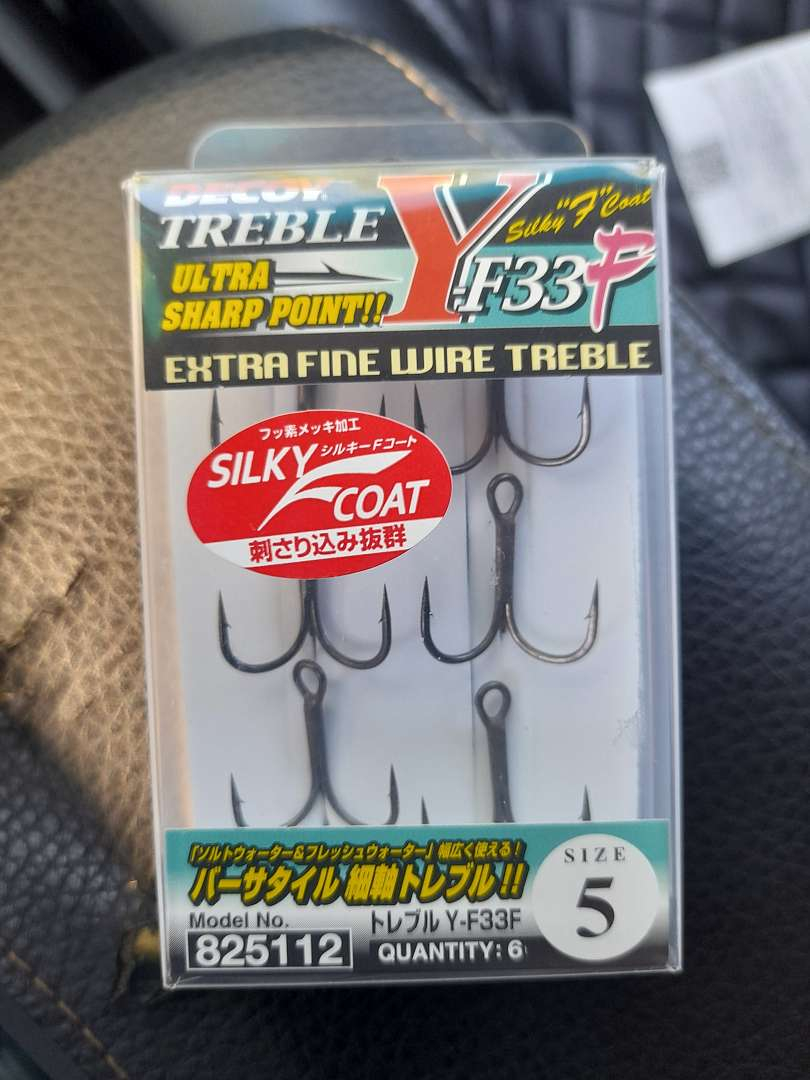 DECOY®
TREBLE Y-F33F
Silky "F" Coat
ULTRA
SHARP POINT!!
EXTRA FINE WIRE TREBLE
フッ素メッキ加工
シルキーFコート
SILKY F COAT
刺さり込み抜群
「ソルトウォーター&フレッシュウォーター」幅広く使える!
バーサタイル 細軸トレブル!!
SIZE
5
Model No.
825112
トレブル Y-F33F
QUANTITY: 6